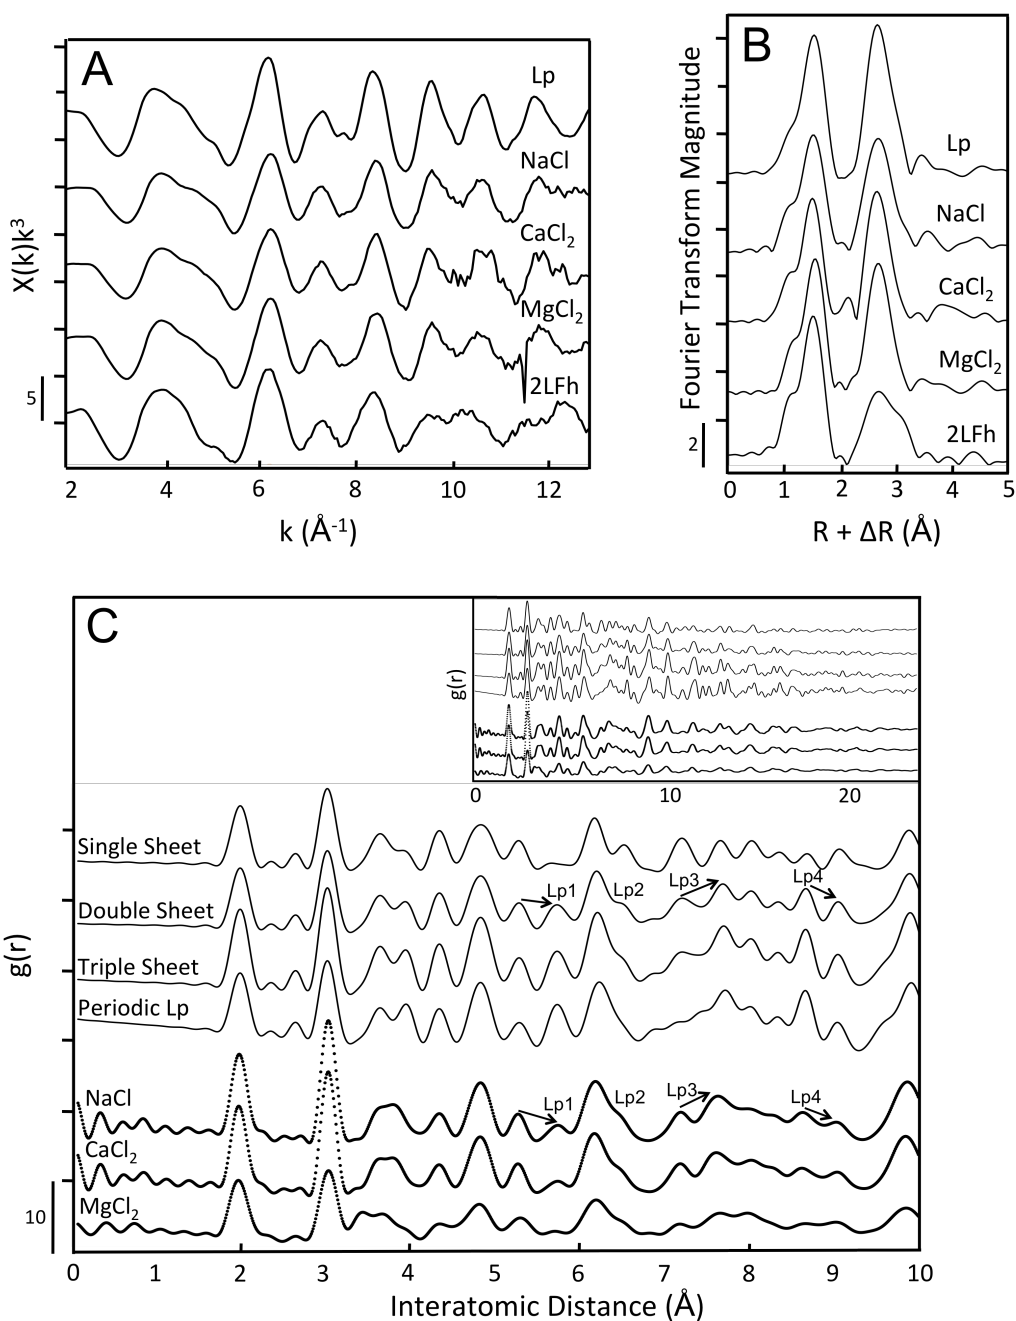 A
Lp
NaCl
CaCl2
MgCl2
2LFh
X(k)k3
5
2 4 6 8 10 12
k (Å-1)
B
Lp
NaCl
CaCl2
MgCl2
2LFh
Fourier Transform Magnitude
2
0 1 2 3 4 5
R + ΔR (Å)
C
g(r)
0 10 20
Single Sheet
Double Sheet
Lp1 Lp2 Lp3 Lp4
Triple Sheet
Periodic Lp
g(r)
NaCl
Lp1 Lp2 Lp3 Lp4
CaCl2
MgCl2
10
0 1 2 3 4 5 6 7 8 9 10
Interatomic Distance (Å)